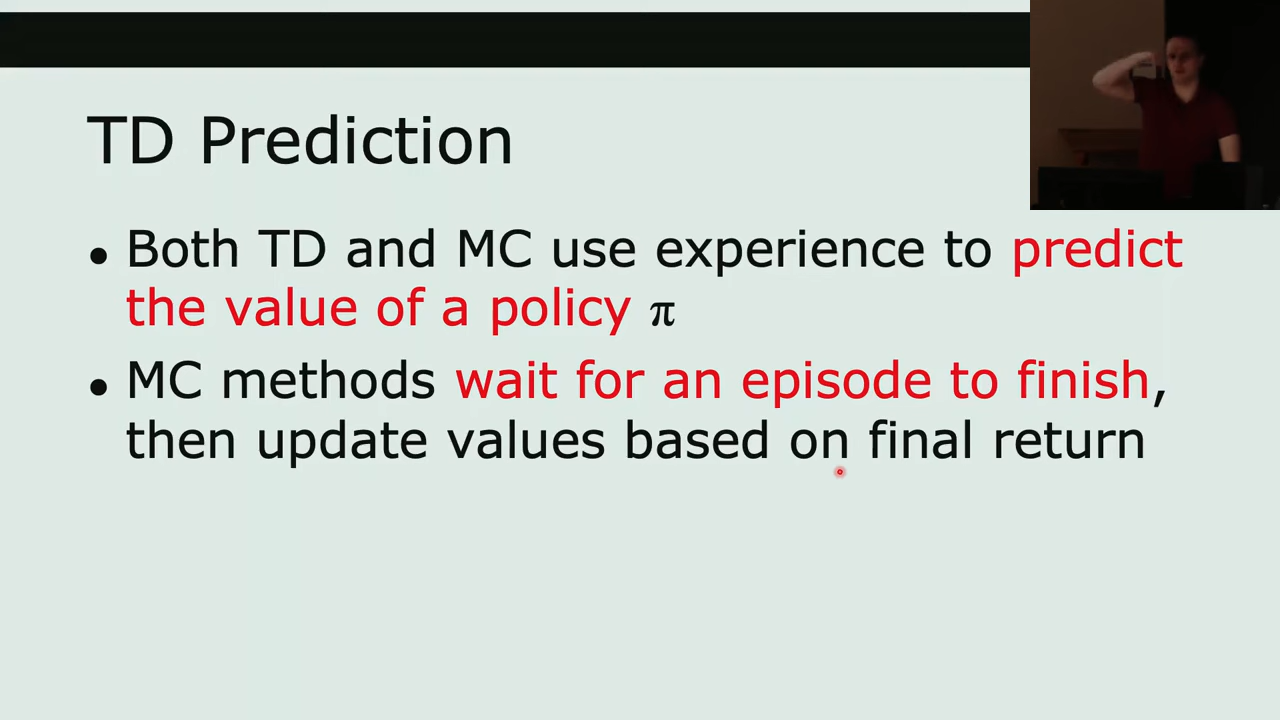 TD Prediction
• Both TD and MC use experience to predict
the value of a policy π
• MC methods wait for an episode to finish,
then update values based on final return